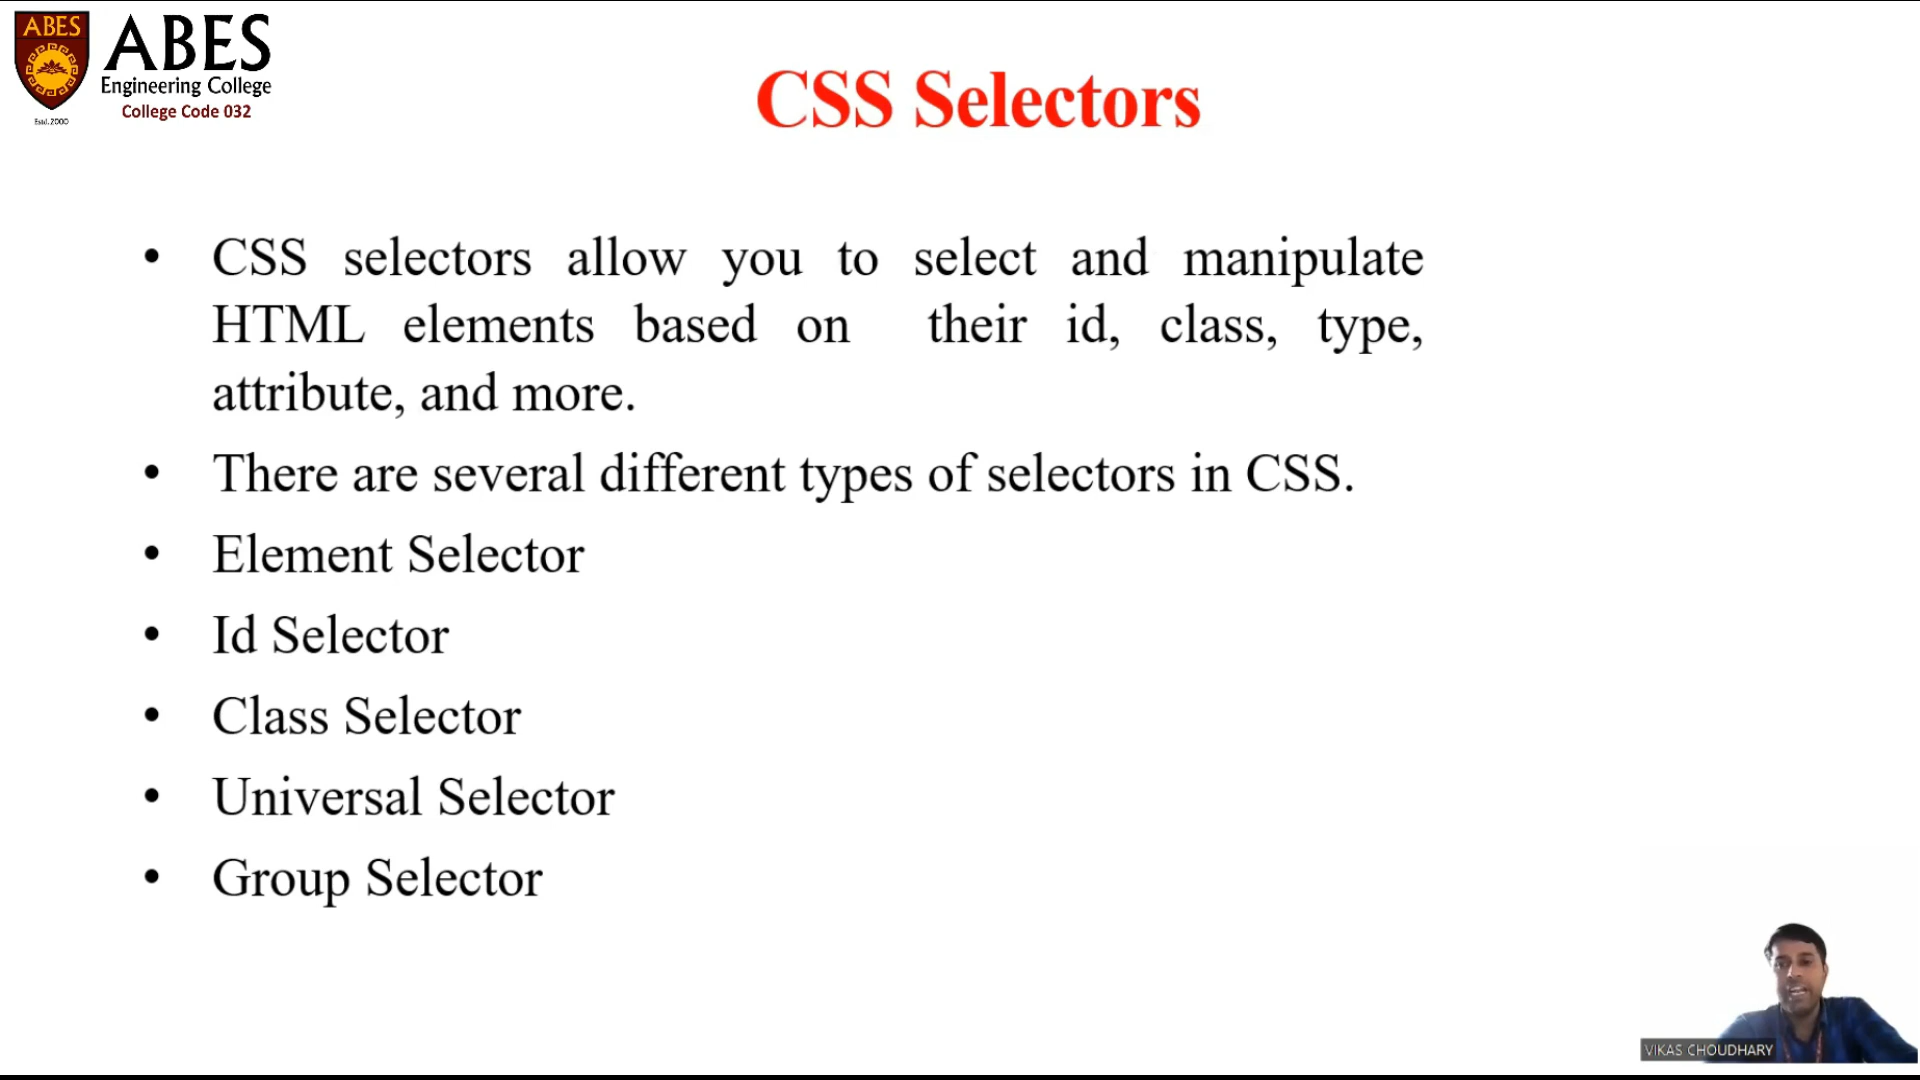 ABES
ABES
Engineering College
College Code 032
Estd.2000
CSS Selectors
• CSS selectors allow you to select and manipulate
HTML elements based on their id, class, type,
attribute, and more.
• There are several different types of selectors in CSS.
• Element Selector
• Id Selector
• Class Selector
• Universal Selector
• Group Selector
VIKAS CHOUDHARY